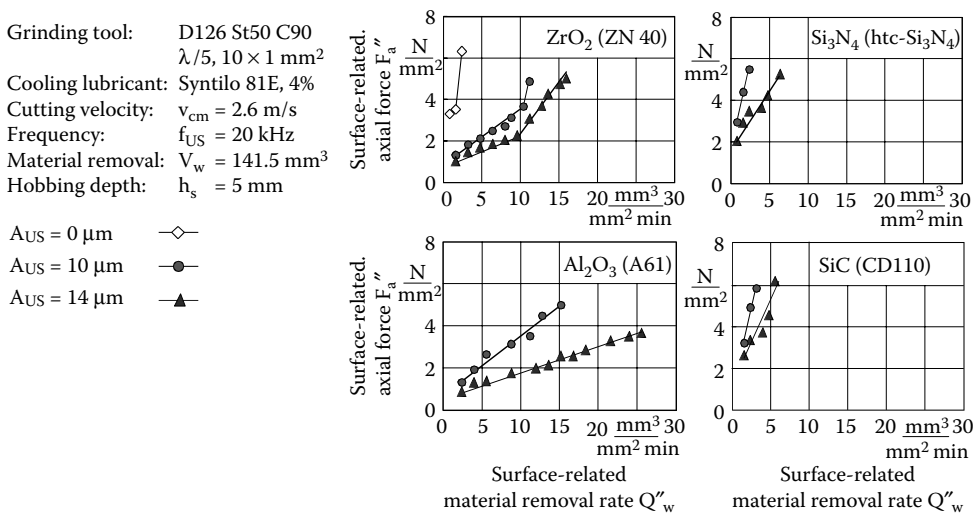 Grinding tool: D126 St50 C90
λ/5, 10 × 1 mm²
Cooling lubricant: Syntilo 81E, 4%
Cutting velocity: v_cm = 2.6 m/s
Frequency: f_US = 20 kHz
Material removal: V_w = 141.5 mm³
Hobbing depth: h_s = 5 mm
A_US = 0 µm
A_US = 10 µm
A_US = 14 µm
Surface-related.
axial force F″_a
8
N
mm²
4
2
0
ZrO₂ (ZN 40)
0 5 10 15 20 mm³ 30
mm² min
8
N
mm²
4
2
0
Si₃N₄ (htc-Si₃N₄)
0 5 10 15 20 mm³ 30
mm² min
Surface-related.
axial force F″_a
8
N
mm²
4
2
0
Al₂O₃ (A61)
0 5 10 15 20 mm³ 30
mm² min
Surface-related
material removal rate Q″_w
8
N
mm²
4
2
0
SiC (CD110)
0 5 10 15 20 mm³ 30
mm² min
Surface-related
material removal rate Q″_w